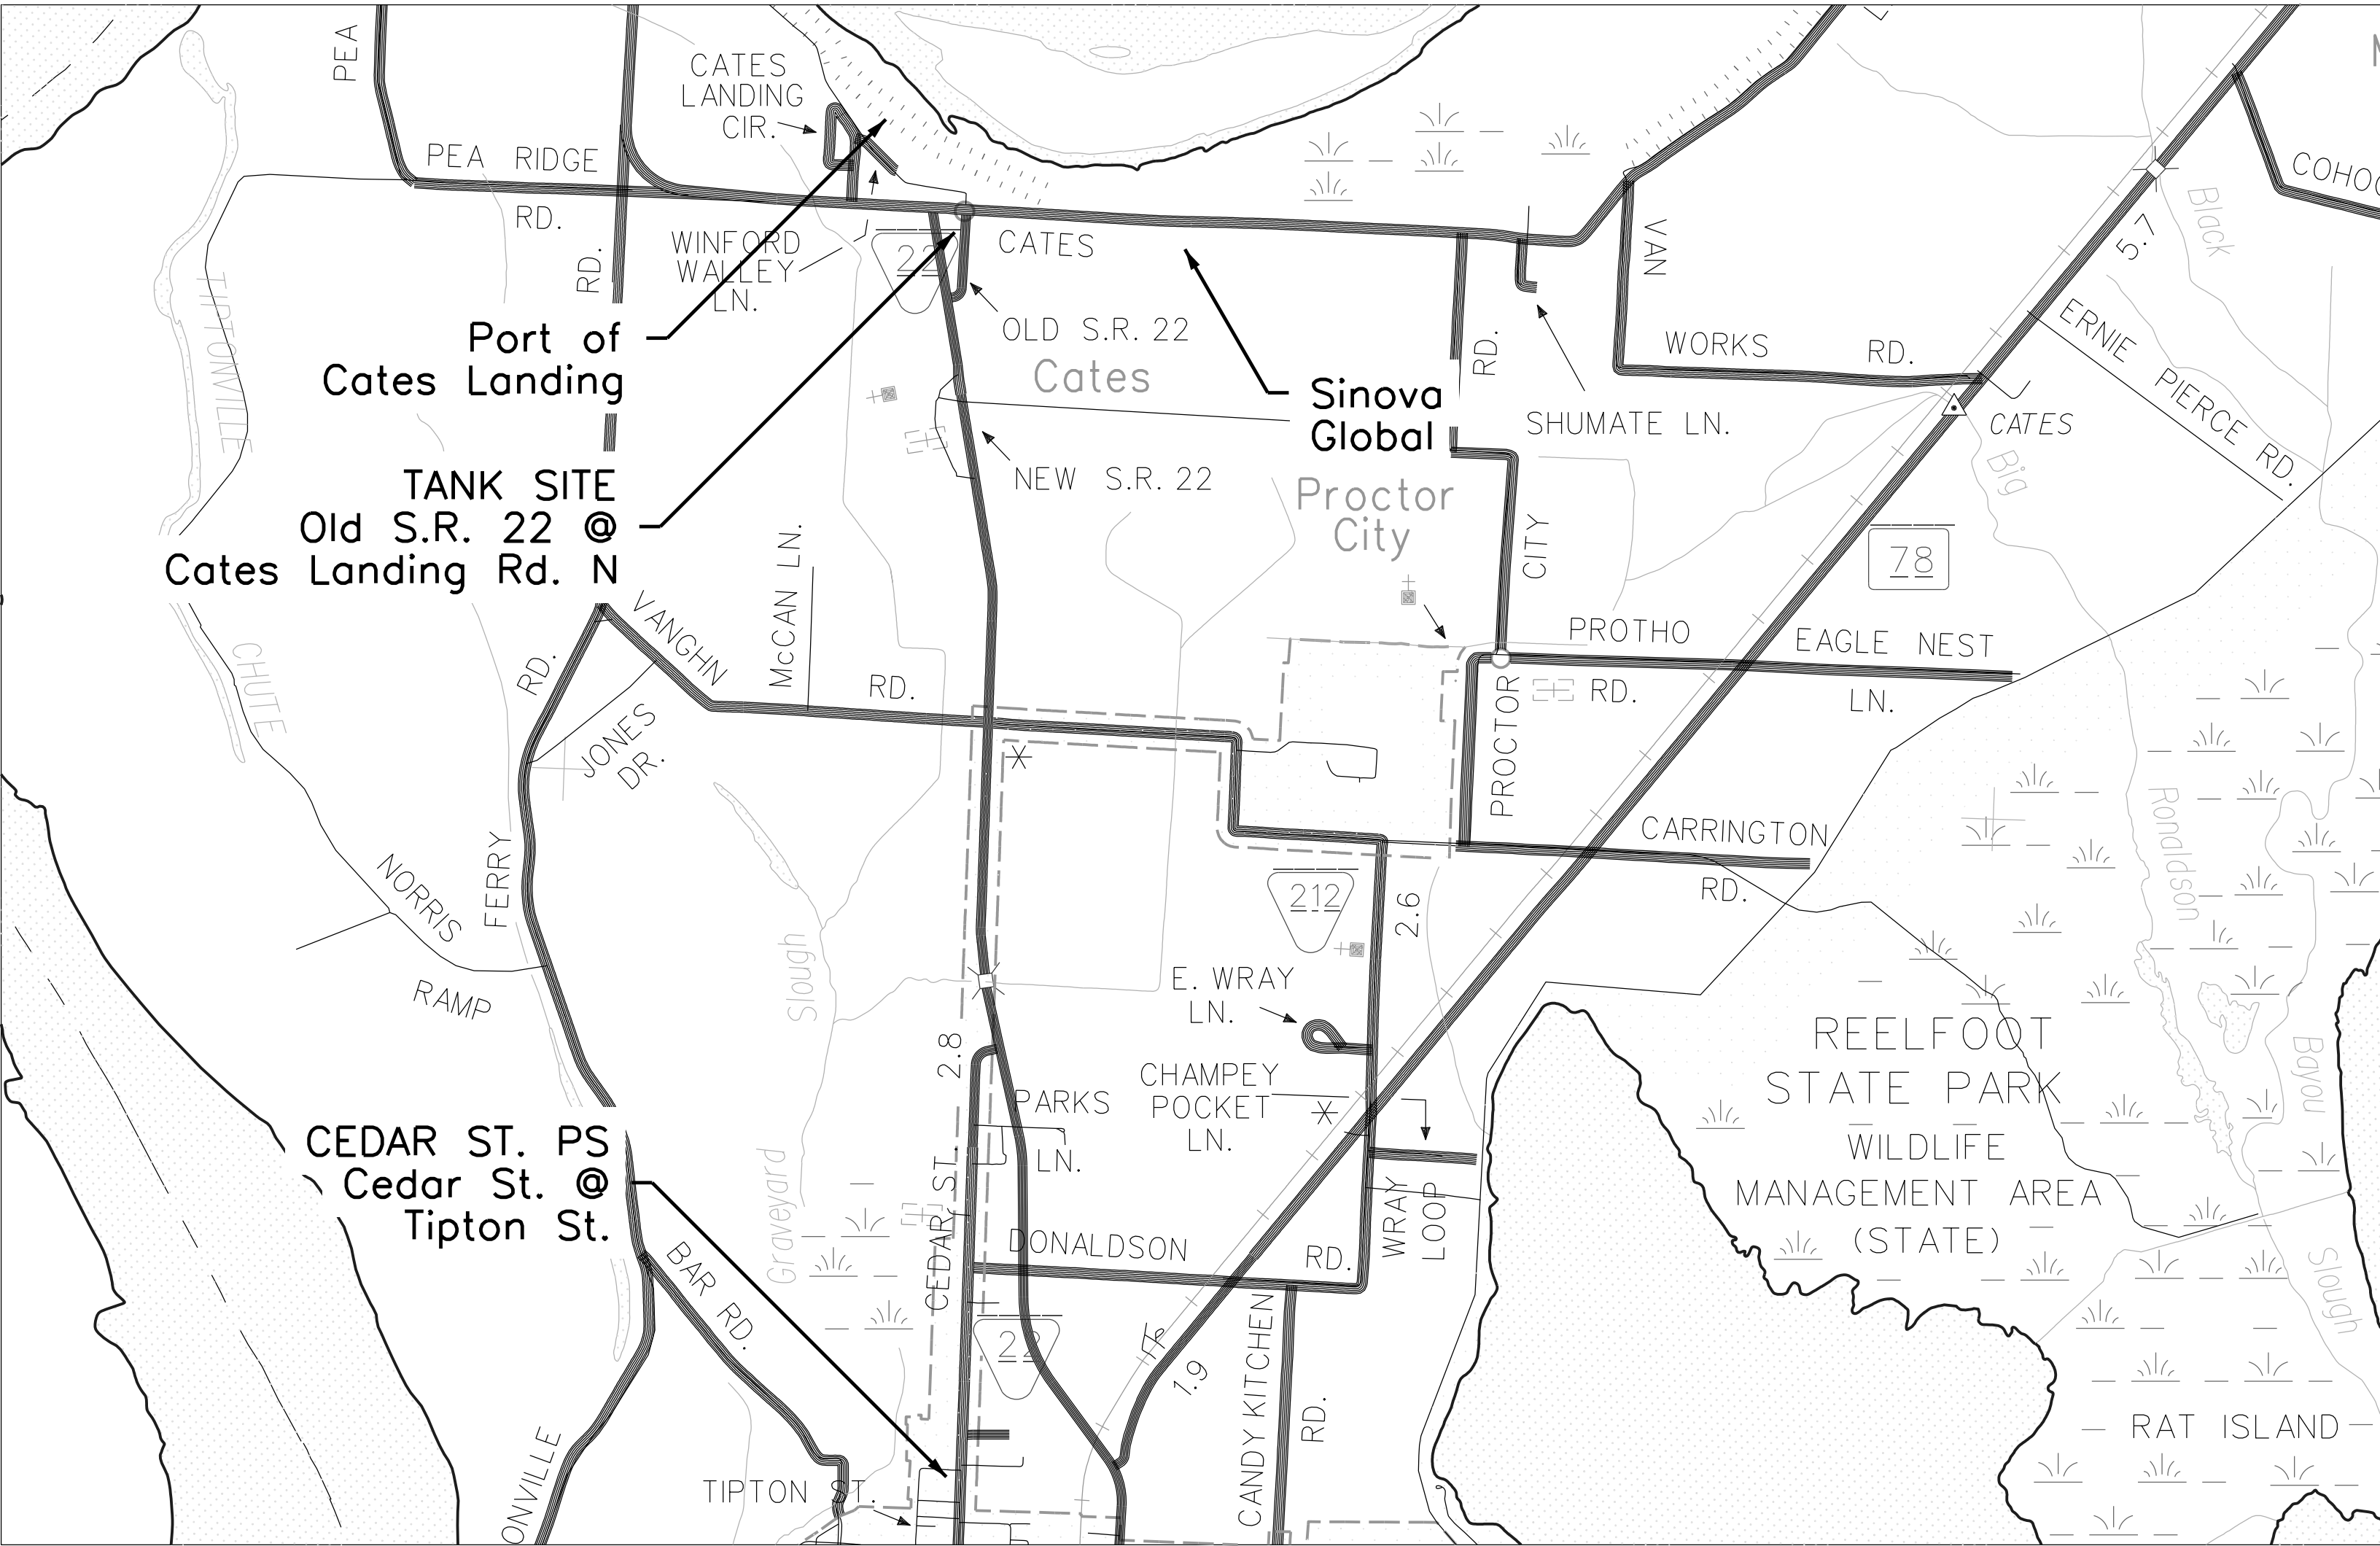 PEA
CATES
LANDING
CIR.
PEA RIDGE
RD.
RD.
WINFORD
WALLEY
LN.
22
CATES
OLD S.R. 22
Cates
NEW S.R. 22
Port of
Cates Landing
TANK SITE
Old S.R. 22 @
Cates Landing Rd. N
Sinova
Global
RD.
SHUMATE LN.
VAN
WORKS RD.
CATES
5.7
ERNIE PIERCE RD.
Black
Big
TIPTONVILLE
CHUTE
Proctor
City
CITY
78
PROTHO
RD.
EAGLE NEST
LN.
PROCTOR
McCAN LN.
VANGHN
RD.
RD.
JONES
DR.
FERRY
NORRIS
RAMP
CARRINGTON
RD.
212
2.6
E. WRAY
LN.
CHAMPEY
POCKET
LN.
Slough
2.8
PARKS
LN.
CEDAR ST. PS
Cedar St. @
Tipton St.
Graveyard
CEDAR ST.
DONALDSON RD.
WRAY
LOOP
BAR RD.
22
1.9
CANDY KITCHEN
RD.
TIPTON ST.
ONVILLE
REELFOOT
STATE PARK
WILDLIFE
MANAGEMENT AREA
(STATE)
Ronaldson
Bayou
Slough
RAT ISLAND